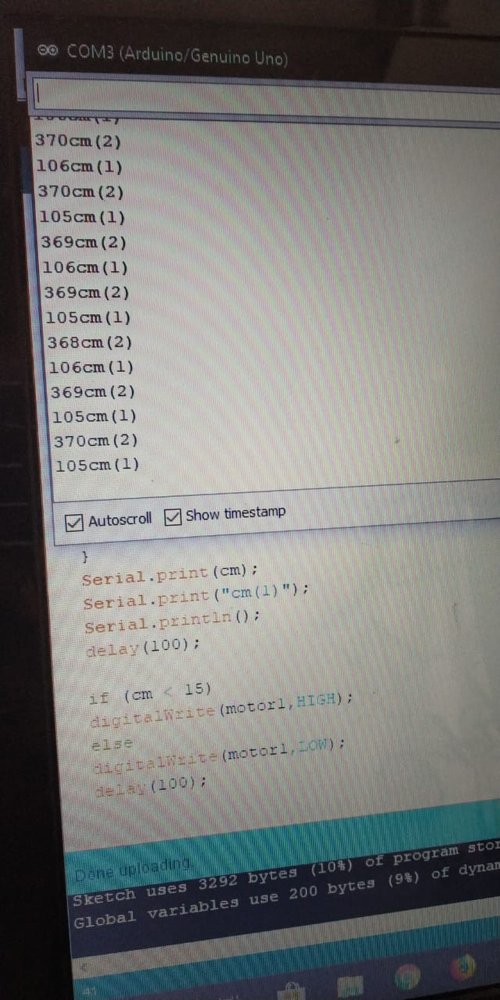 COM3 (Arduino/Genuino Uno)
370cm(2)
106cm(1)
370cm(2)
105cm(1)
369cm(2)
106cm(1)
369cm(2)
105cm(1)
368cm(2)
106cm(1)
369cm(2)
105cm(1)
370cm(2)
105cm(1)
Autoscroll Show timestamp
}
Serial.print(cm);
Serial.print("cm(1)");
Serial.println();
delay(100);
if (cm < 15)
digitalWrite(motor1,HIGH);
else
digitalWrite(motor1,LOW);
delay(100);
Done uploading.
Sketch uses 3292 bytes (10%) of program
Global variables use 200 bytes (9%) of
41